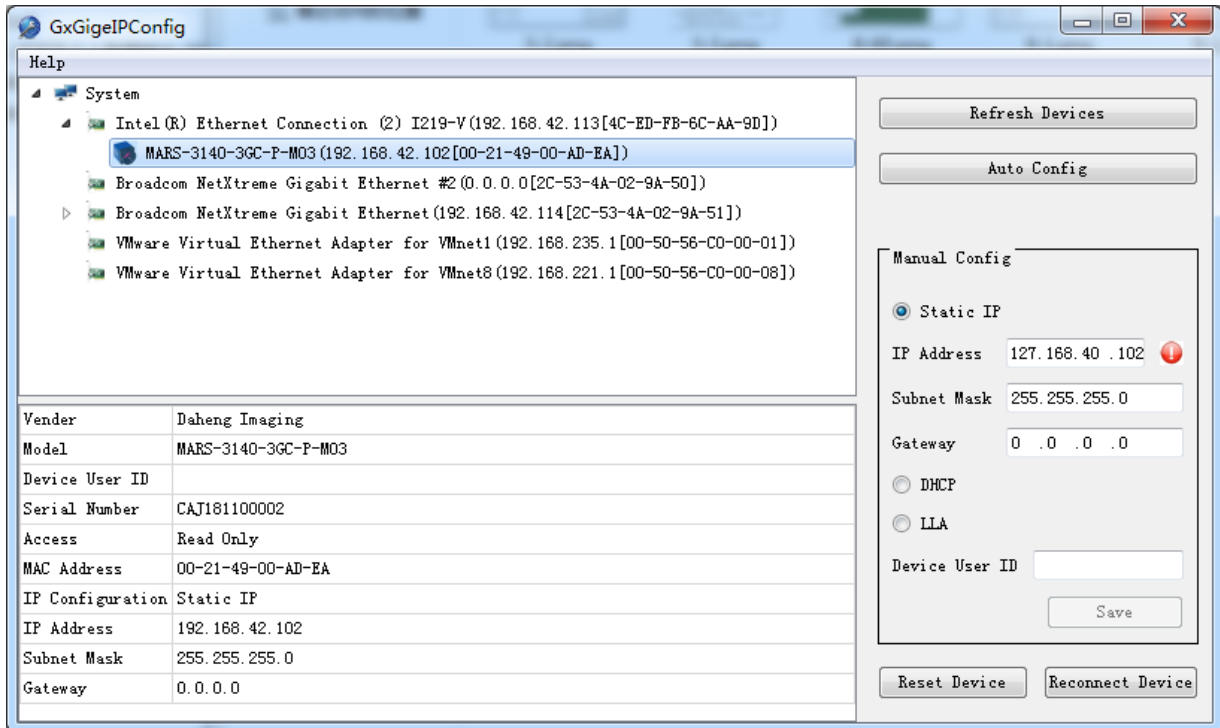 GxGigeIPConfig
Help
System
Intel(R) Ethernet Connection (2) I219-V(192.168.42.113[4C-ED-FB-6C-AA-9D])
MARS-3140-3GC-P-M03(192.168.42.102[00-21-49-00-AD-EA])
Broadcom NetXtreme Gigabit Ethernet #2(0.0.0.0[2C-53-4A-02-9A-50])
Broadcom NetXtreme Gigabit Ethernet(192.168.42.114[2C-53-4A-02-9A-51])
VMware Virtual Ethernet Adapter for VMnet1(192.168.235.1[00-50-56-C0-00-01])
VMware Virtual Ethernet Adapter for VMnet8(192.168.221.1[00-50-56-C0-00-08])
Vender Daheng Imaging
Model MARS-3140-3GC-P-M03
Device User ID
Serial Number CAJ181100002
Access Read Only
MAC Address 00-21-49-00-AD-EA
IP Configuration Static IP
IP Address 192.168.42.102
Subnet Mask 255.255.255.0
Gateway 0.0.0.0
Refresh Devices
Auto Config
Manual Config
Static IP
IP Address 127.168.40 .102
Subnet Mask 255.255.255.0
Gateway 0 .0 .0 .0
DHCP
LLA
Device User ID
Save
Reset Device Reconnect Device